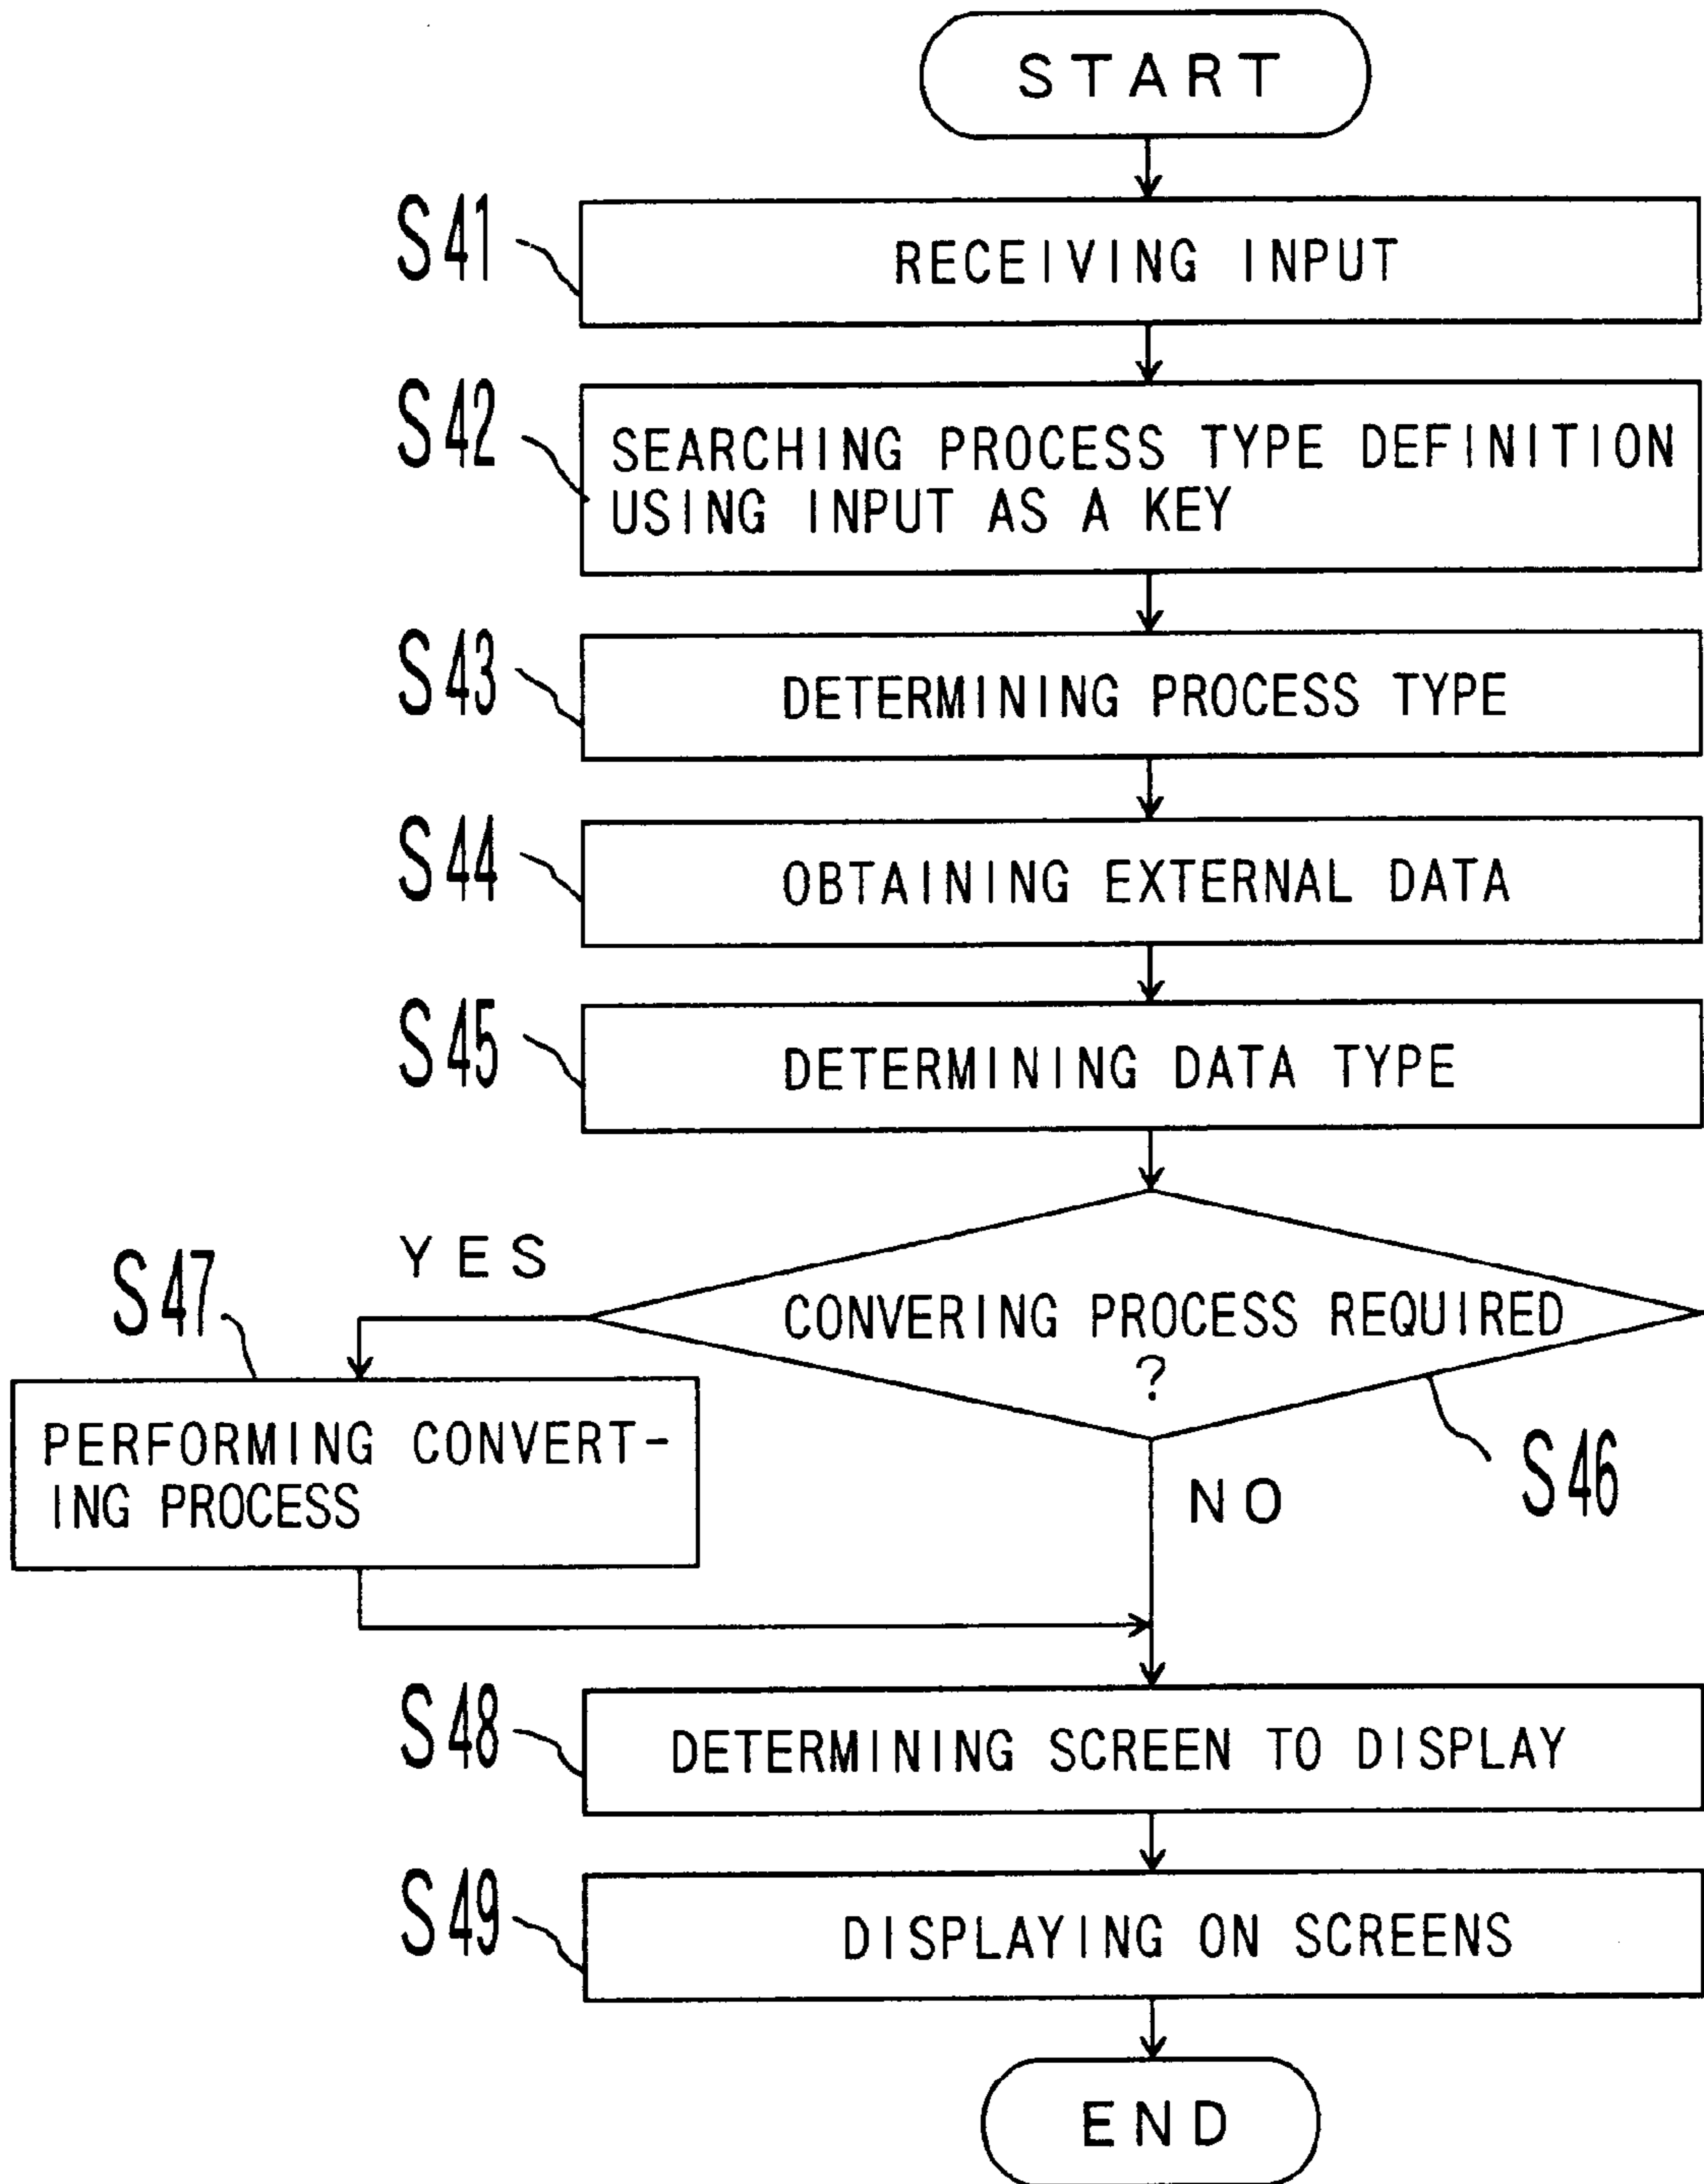 START
S41
RECEIVING INPUT
S42
SEARCHING PROCESS TYPE DEFINITION
USING INPUT AS A KEY
S43
DETERMINING PROCESS TYPE
S44
OBTAINING EXTERNAL DATA
S45
DETERMINING DATA TYPE
YES
S47
CONVERING PROCESS REQUIRED
?
S46
PERFORMING CONVERT-
ING PROCESS
NO
S48
DETERMINING SCREEN TO DISPLAY
S49
DISPLAYING ON SCREENS
END